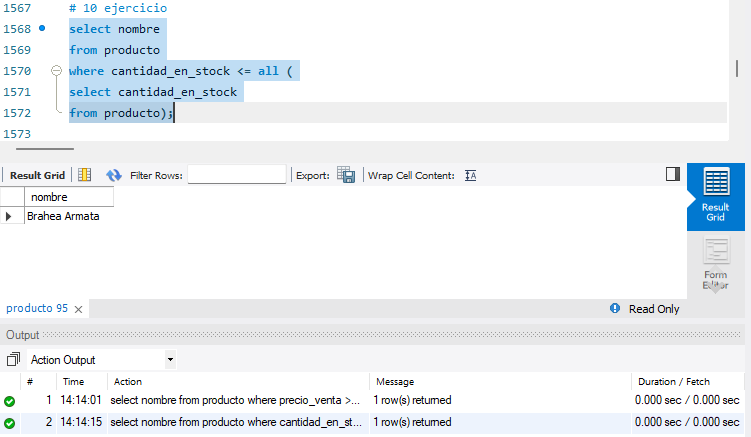 1567 # 10 ejercicio
1568 select nombre
1569 from producto
1570 where cantidad_en_stock <= all (
1571 select cantidad_en_stock
1572 from producto);
1573
Result Grid Filter Rows: Export: Wrap Cell Content:
nombre
Brahea Armata
Result Grid
Form Editor
producto 95 Read Only
Output
Action Output
# Time Action Message Duration / Fetch
1 14:14:01 select nombre from producto where precio_venta >... 1 row(s) returned 0.000 sec / 0.000 sec
2 14:14:15 select nombre from producto where cantidad_en_st... 1 row(s) returned 0.000 sec / 0.000 sec